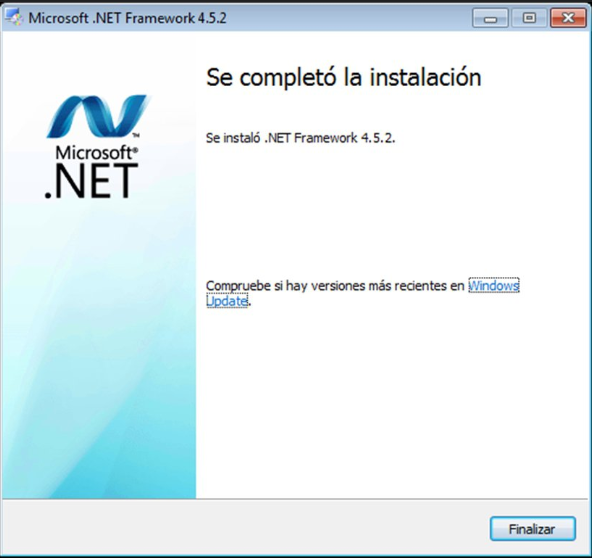 Microsoft .NET Framework 4.5.2
Se completó la instalación
Microsoft®
.NET
Se instaló .NET Framework 4.5.2.
Compruebe si hay versiones más recientes en Windows
Update.
Finalizar